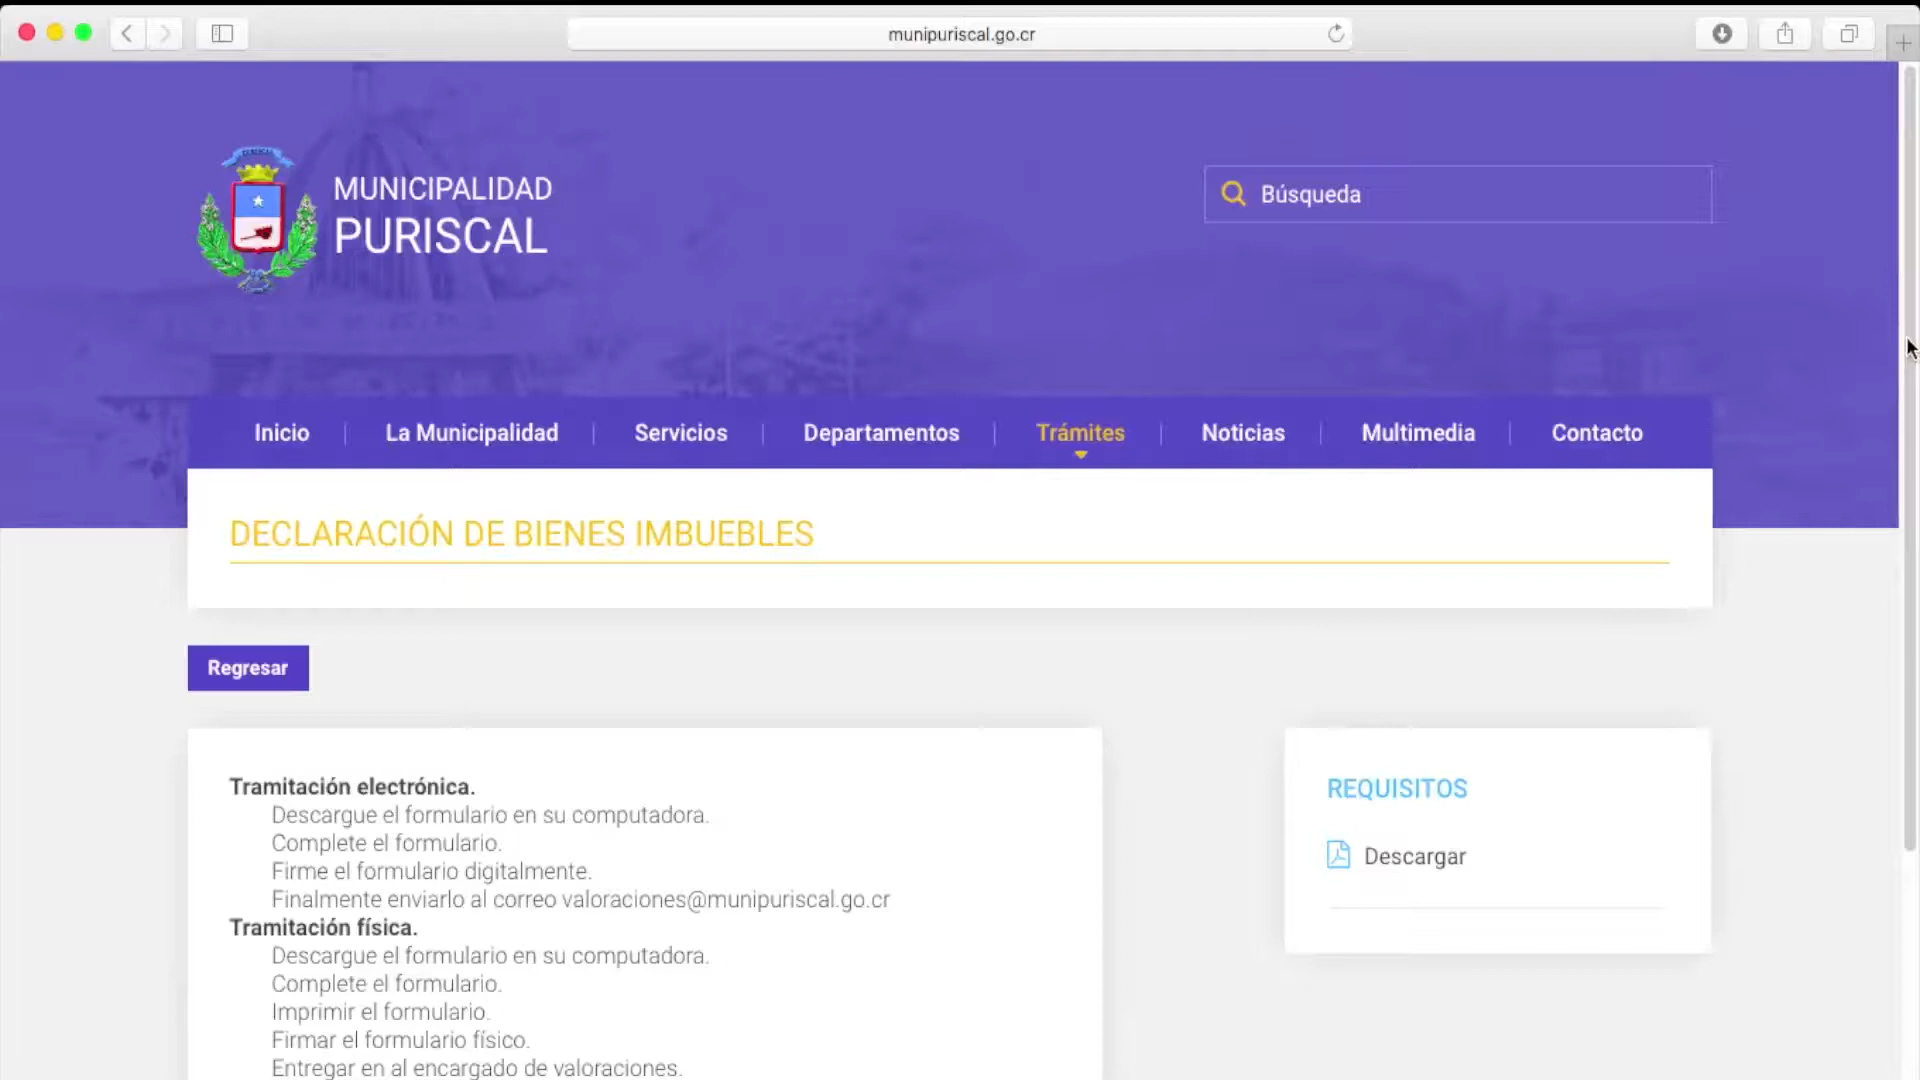 munipuriscal.go.cr
MUNICIPALIDAD
PURISCAL
Búsqueda
Inicio
La Municipalidad
Servicios
Departamentos
Trámites
Noticias
Multimedia
Contacto
DECLARACIÓN DE BIENES IMBUEBLES
Regresar
Tramitación electrónica.
Descargue el formulario en su computadora.
Complete el formulario.
Firme el formulario digitalmente.
Finalmente enviarlo al correo valoraciones@munipuriscal.go.cr
Tramitación física.
Descargue el formulario en su computadora.
Complete el formulario.
Imprimir el formulario.
Firmar el formulario físico.
Entregar en al encargado de valoraciones.
REQUISITOS
Descargar